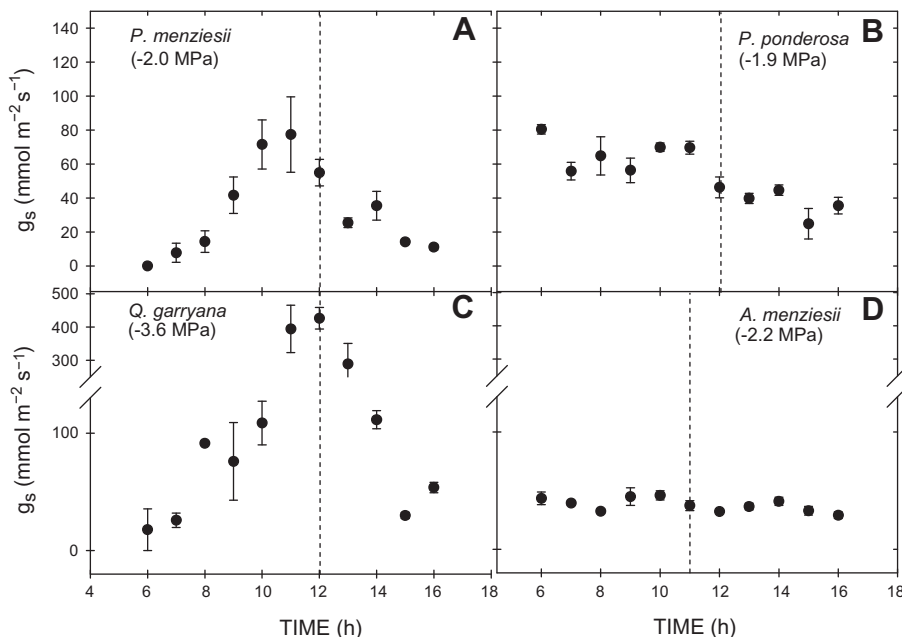 A
P. menziesii
(-2.0 MPa)
B
P. ponderosa
(-1.9 MPa)
140
120
100
80
60
40
20
0
gs (mmol m−2 s−1)
C
Q. garryana
(-3.6 MPa)
D
A. menziesii
(-2.2 MPa)
500
400
300
100
0
gs (mmol m−2 s−1)
4 6 8 10 12 14 16 18
6 8 10 12 14 16 18
TIME (h)
TIME (h)